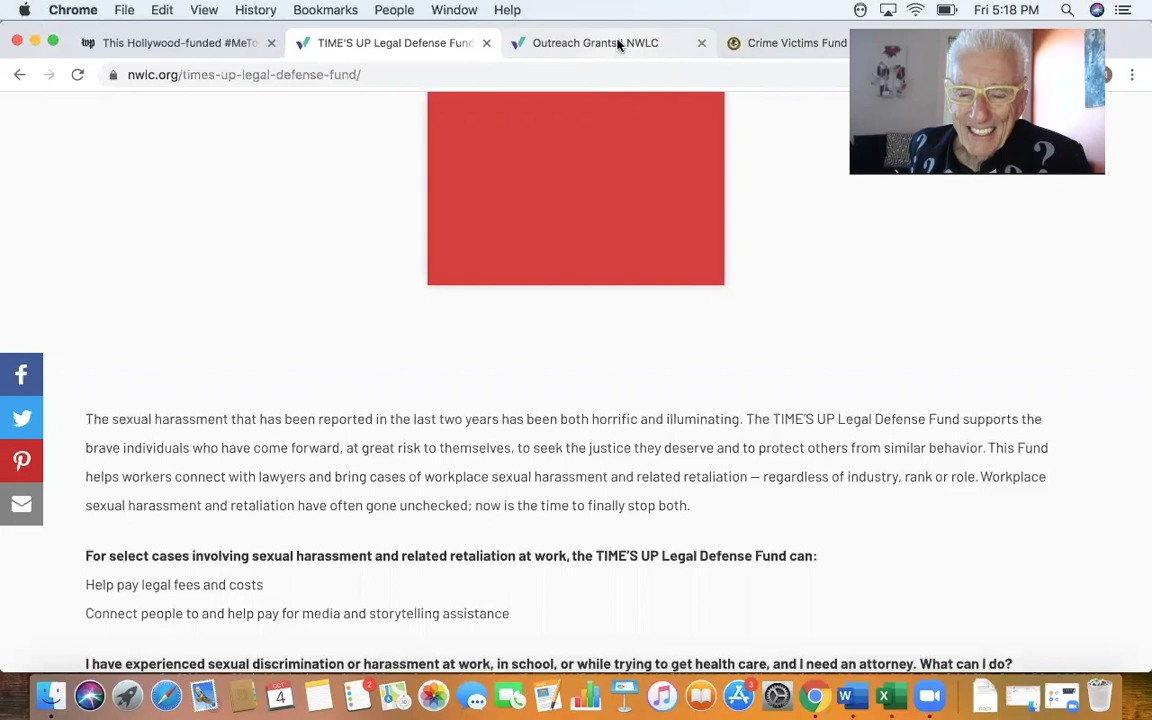 Chrome File Edit View History Bookmarks People Window Help Fri 5:18 PM
wp This Hollywood-funded #MeTo TIME'S UP Legal Defense Fund Outreach Grants NWLC Crime Victims Fund
nwlc.org/times-up-legal-defense-fund/
? ? ?
The sexual harassment that has been reported in the last two years has been both horrific and illuminating. The TIME'S UP Legal Defense Fund supports the
brave individuals who have come forward, at great risk to themselves, to seek the justice they deserve and to protect others from similar behavior. This Fund
helps workers connect with lawyers and bring cases of workplace sexual harassment and related retaliation — regardless of industry, rank or role. Workplace
sexual harassment and retaliation have often gone unchecked; now is the time to finally stop both.
For select cases involving sexual harassment and related retaliation at work, the TIME'S UP Legal Defense Fund can:
Help pay legal fees and costs
Connect people to and help pay for media and storytelling assistance
I have experienced sexual discrimination or harassment at work, in school, or while trying to get health care, and I need an attorney. What can I do?
OCT 4 2 3